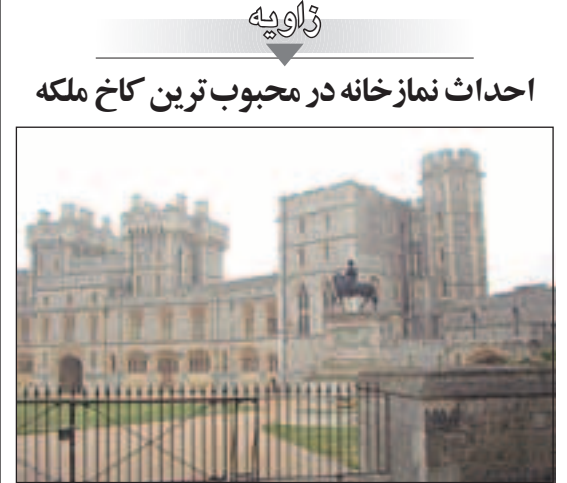 زاویه
احداث نمازخانه در محبوب ترین کاخ ملکه